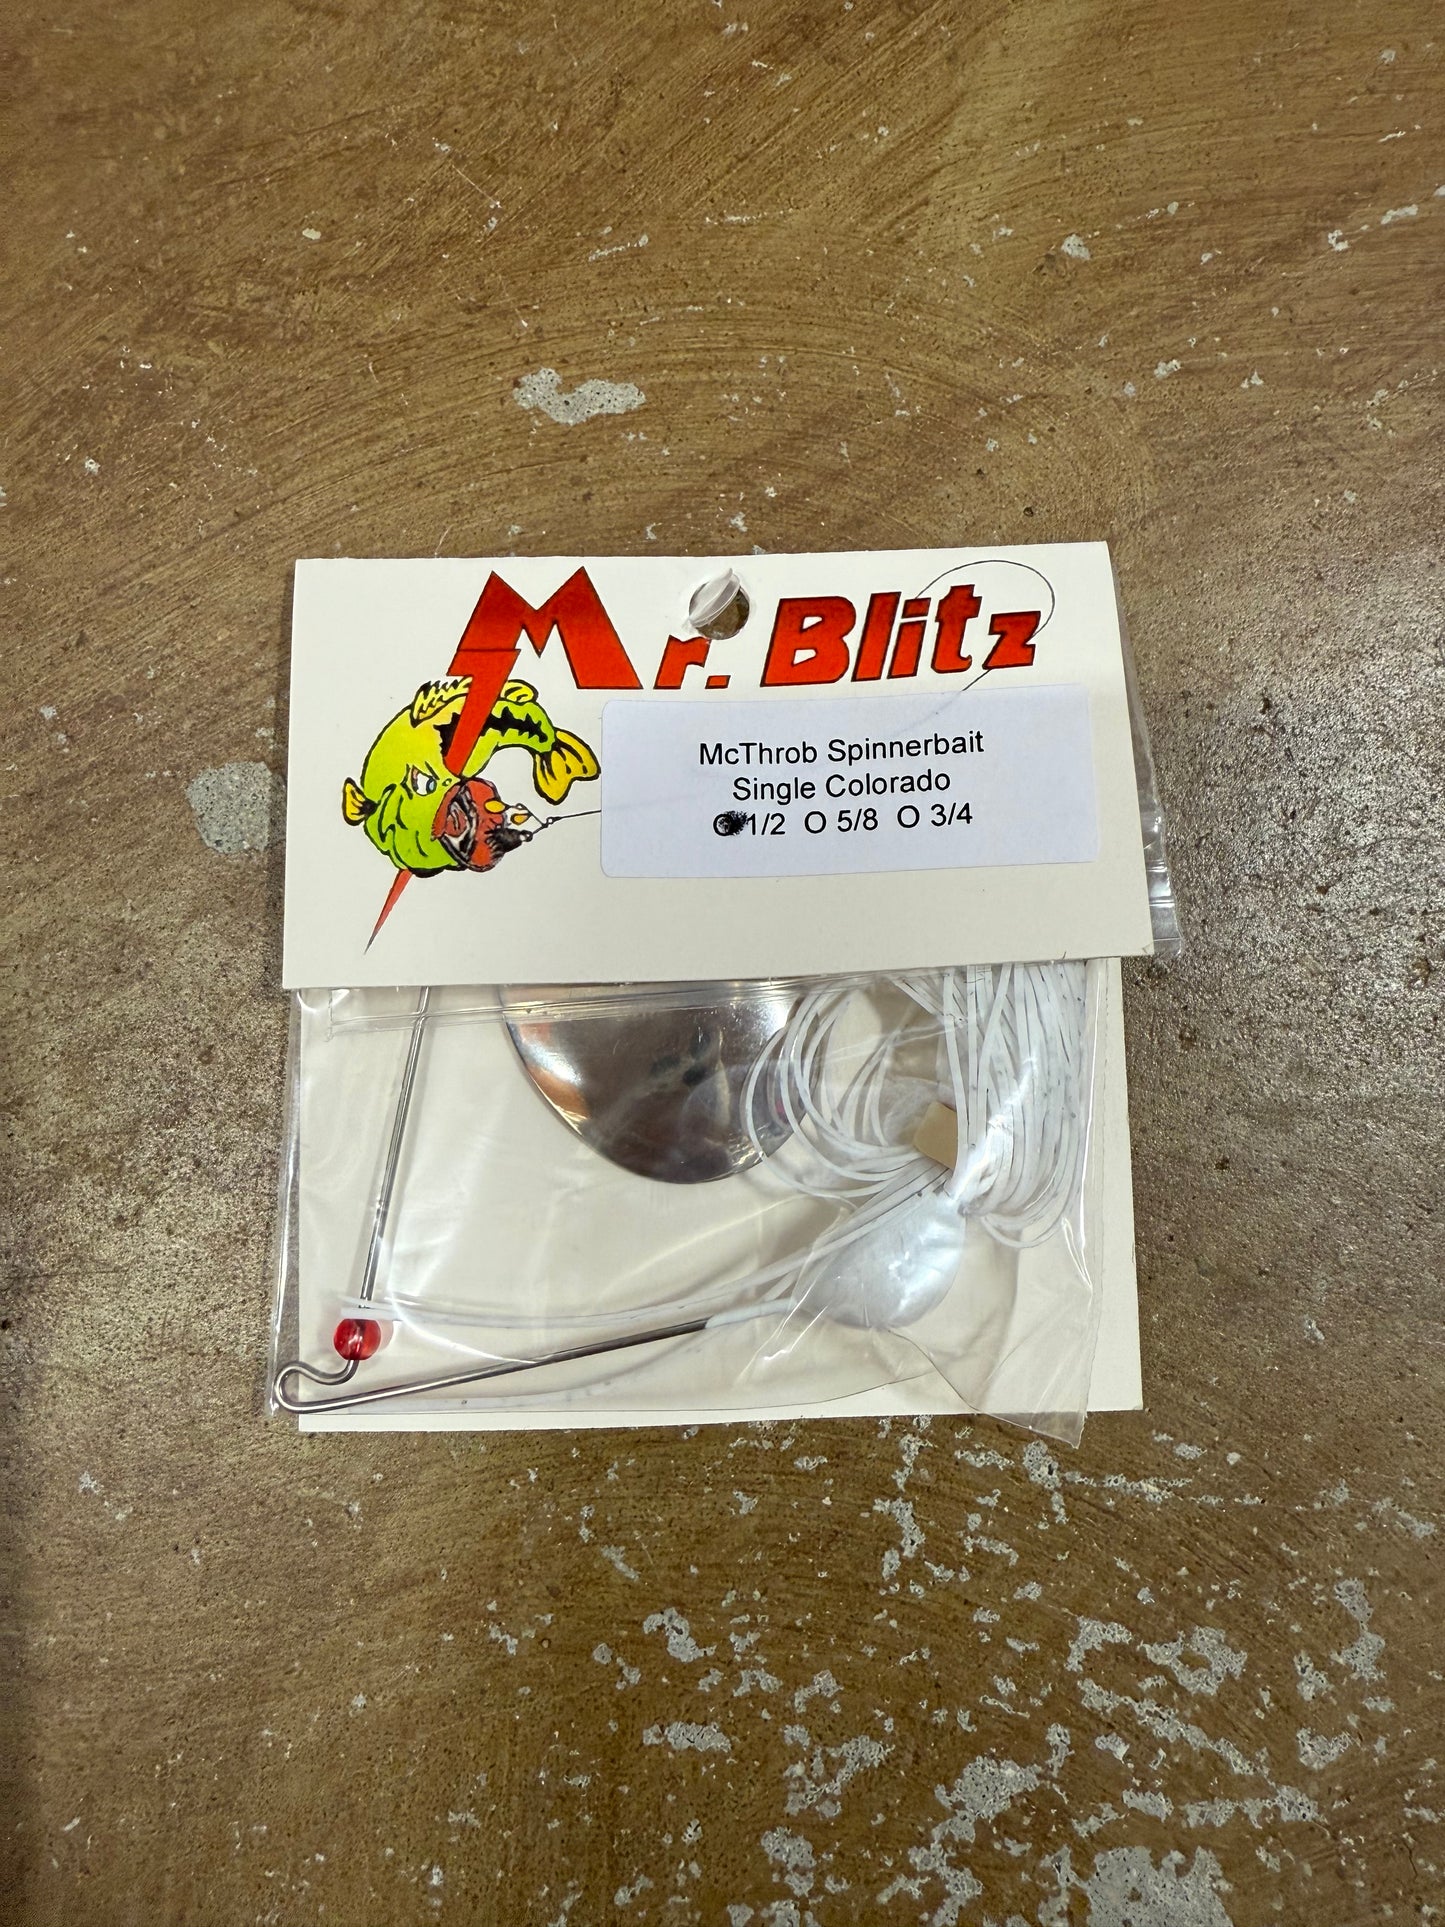 Mr. Blitz
McThrob Spinnerbait
Single Colorado
O 1/2 O 5/8 O 3/4